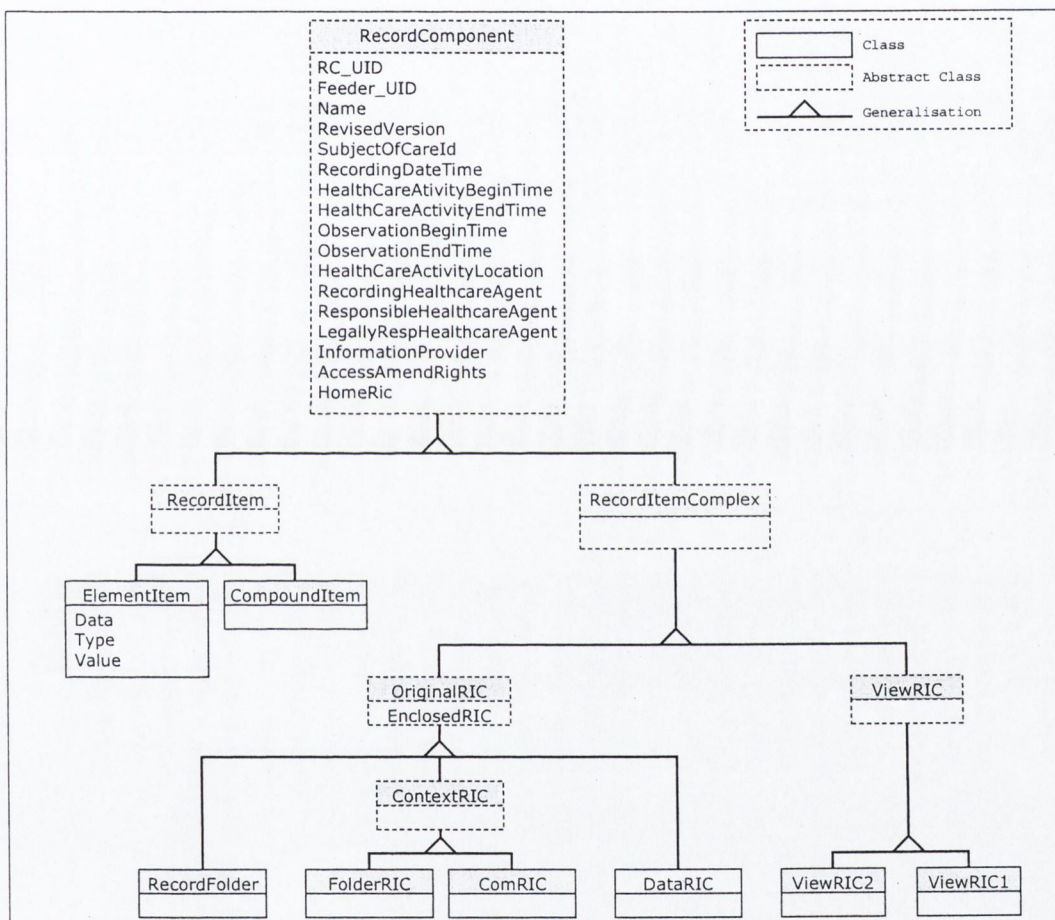 RecordComponent
RC_UID
Feeder_UID
Name
RevisedVersion
SubjectOfCareId
RecordingDateTime
HealthCareAtivityBeginTime
HealthCareActivityEndTime
ObservationBeginTime
ObservationEndTime
HealthCareActivityLocation
RecordingHealthcareAgent
ResponsibleHealthcareAgent
LegallyRespHealthcareAgent
InformationProvider
AccessAmendRights
HomeRic
Class
Abstract Class
Generalisation
RecordItem
RecordItemComplex
ElementItem
Data
Type
Value
CompoundItem
OriginalRIC
EnclosedRIC
ViewRIC
ContextRIC
RecordFolder
FolderRIC
ComRIC
DataRIC
ViewRIC2
ViewRIC1